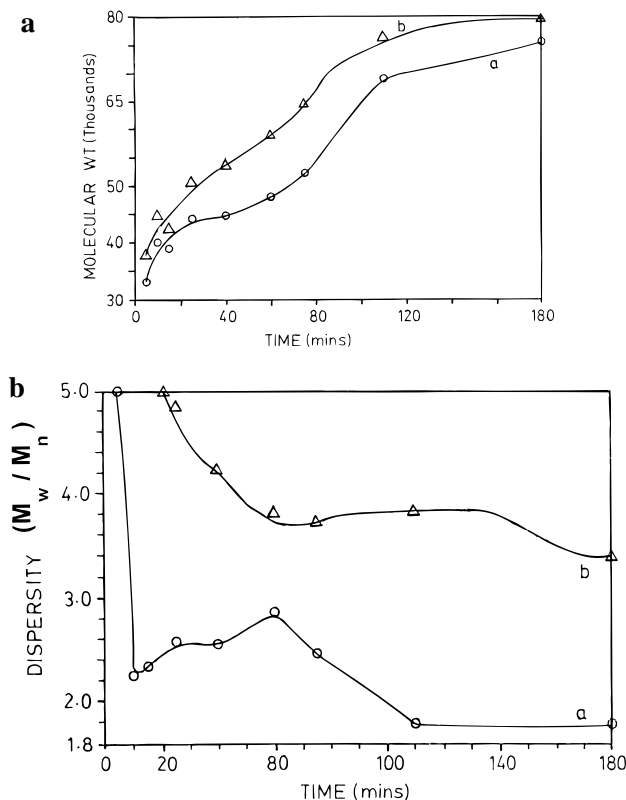 a
80
65
50
40
30
MOLECULAR WT (Thousands)
b
a
0 40 80 120 180
TIME (mins)
b
5.0
4.0
3.0
2.0
1.8
DISPERSITY (Mw / Mn)
b
a
0 20 80 100 140 180
TIME (mins)